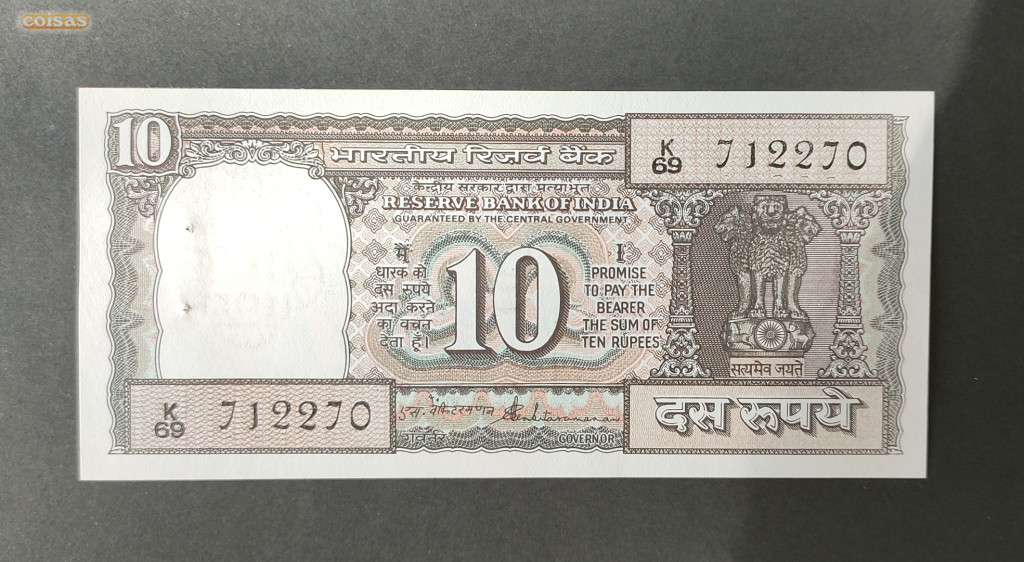 coisas
10
भारतीय रिज़र्व बैंक
K
69 712270
केन्द्रीय सरकार द्वारा प्रत्याभूत
RESERVE BANK OF INDIA
GUARANTEED BY THE CENTRAL GOVERNMENT
मैं
धारक को
दस रुपये
अदा करने
का वचन
देता हूँ।
10
I
PROMISE
TO PAY THE
BEARER
THE SUM OF
TEN RUPEES
सत्यमेव जयते
K
69 712270
एस. वेंकिटरमणन
S Venkitaramanan
गवर्नर
GOVERNOR
दस रुपये